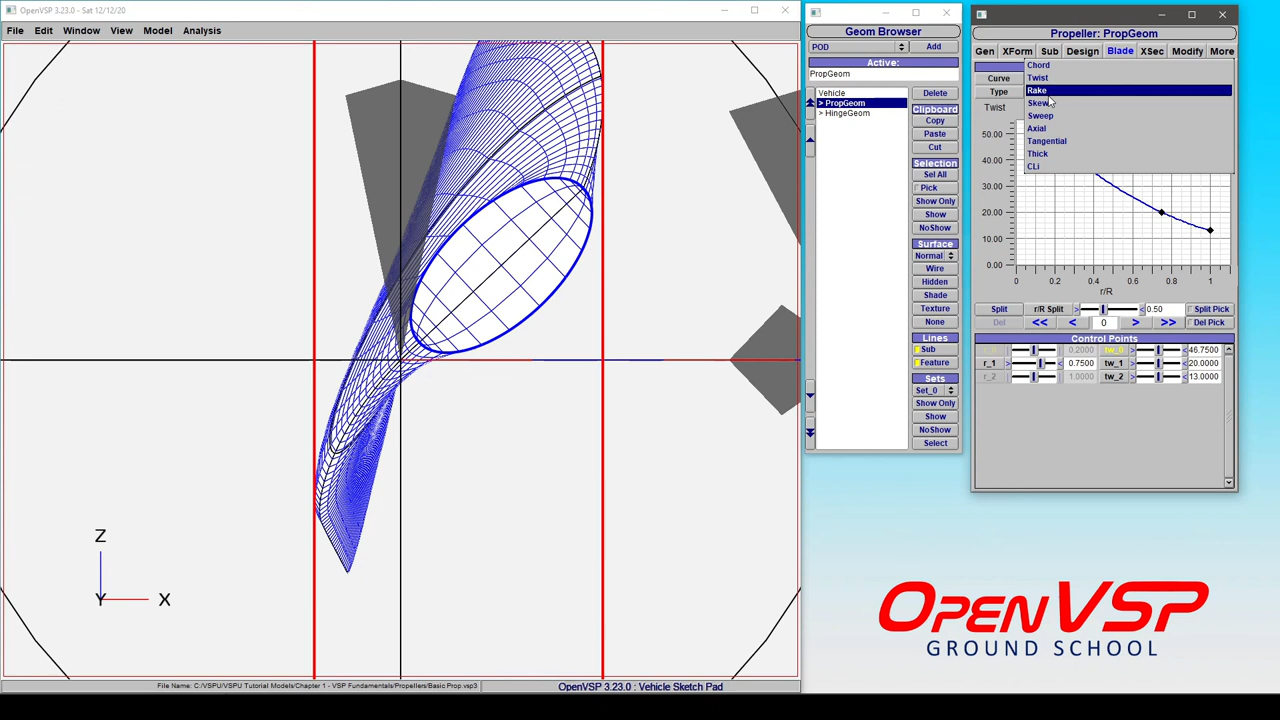 OpenVSP 3.23.0 - Sat 12/12/20
File Edit Window View Model Analysis
Z
Y X
File Name: C:/VSPU/VSPU Tutorial Models/Chapter 1 - VSP Fundamentals/Propellers/Basic Prop.vsp3
OpenVSP 3.23.0 : Vehicle Sketch Pad
Geom Browser
POD Add
Active:
PropGeom
Vehicle
> PropGeom
> HingeGeom
Delete
Clipboard
Copy
Paste
Cut
Selection
Sel All
Pick
Show Only
Show
NoShow
Surface
Normal
Wire
Hidden
Shade
Texture
None
Lines
Sub
Feature
Sets
Set_0
Show Only
Show
NoShow
Select
Propeller: PropGeom
Gen XForm Sub Design Blade XSec Modify More
Curve
Type
Twist
Chord
Twist
Rake
Skew
Sweep
Axial
Tangential
Thick
CLi
50.00
40.00
30.00
20.00
10.00
0.00
0 0.2 0.4 0.6 0.8 1
r/R
Split r/R Split > < 0.50 Split Pick
Del << < 0 > >> Del Pick
Control Points
0.2000 tw_0 > < 46.7500
r_1 > < 0.7500 tw_1 > < 20.0000
r_2 1.0000 tw_2 > < 13.0000
OpenVSP
GROUND SCHOOL